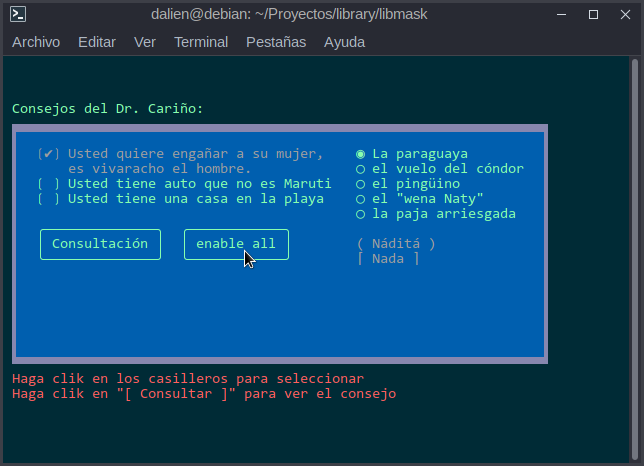 dalien@debian: ~/Proyectos/library/libmask
Archivo Editar Ver Terminal Pestañas Ayuda
Consejos del Dr. Cariño:
(✔) Usted quiere engañar a su mujer,
es vivaracho el hombre.
( ) Usted tiene auto que no es Maruti
( ) Usted tiene una casa en la playa
◉ La paraguaya
○ el vuelo del cóndor
○ el pingüino
○ el "wena Naty"
○ la paja arriesgada
Consultación
enable all
( Náditá )
[ Nada ]
Haga clik en los casilleros para seleccionar
Haga clik en "[ Consultar ]" para ver el consejo